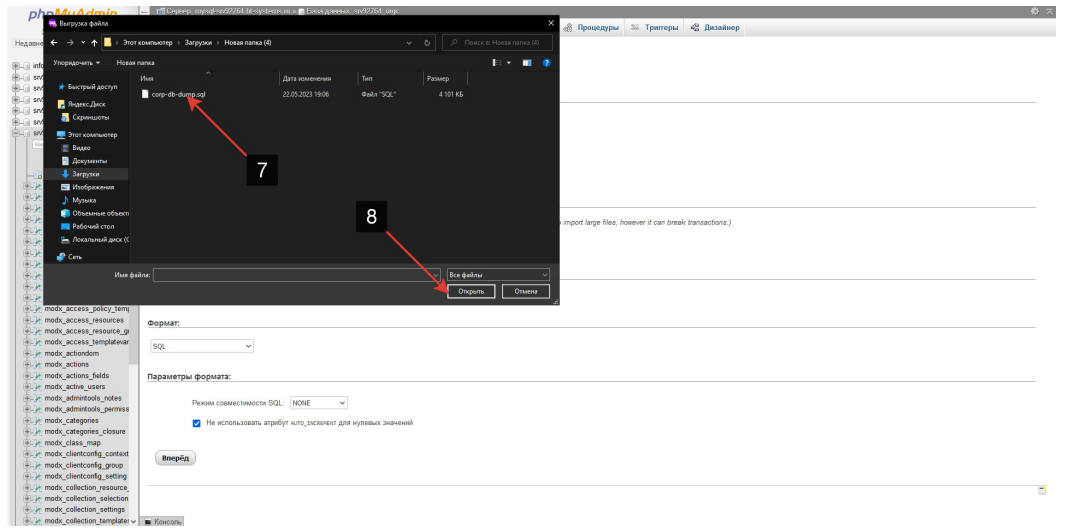 phpMyAdmin
Выгрузка файла
Этот компьютер › Загрузки › Новая папка (4)
Поиск в: Новая папка (4)
Упорядочить
Новая папка
Имя
Дата изменения
Тип
Размер
corp-db-dump.sql
22.05.2023 19:06
Файл "SQL"
4 101 КБ
Быстрый доступ
Яндекс.Диск
Скриншоты
Этот компьютер
Видео
Документы
Загрузки
Изображения
Музыка
Объемные объекты
Рабочий стол
Локальный диск (C
Сеть
7
8
Имя файла:
Все файлы
Открыть
Отмена
Процедуры
Триггеры
Дизайнер
import large files, however it can break transactions.)
Формат:
SQL
Параметры формата:
Режим совместимости SQL: NONE
Не использовать атрибут AUTO_INCREMENT для нулевых значений
Вперёд
Консоль
modx_access_policy_temp
modx_access_resources
modx_access_resource_gr
modx_access_templatevar
modx_actiondom
modx_actions
modx_actions_fields
modx_active_users
modx_admintools_notes
modx_admintools_permiss
modx_categories
modx_categories_closure
modx_class_map
modx_clientconfig_context
modx_clientconfig_group
modx_clientconfig_setting
modx_collection_resource_
modx_collection_selection
modx_collection_settings
modx_collection_templates